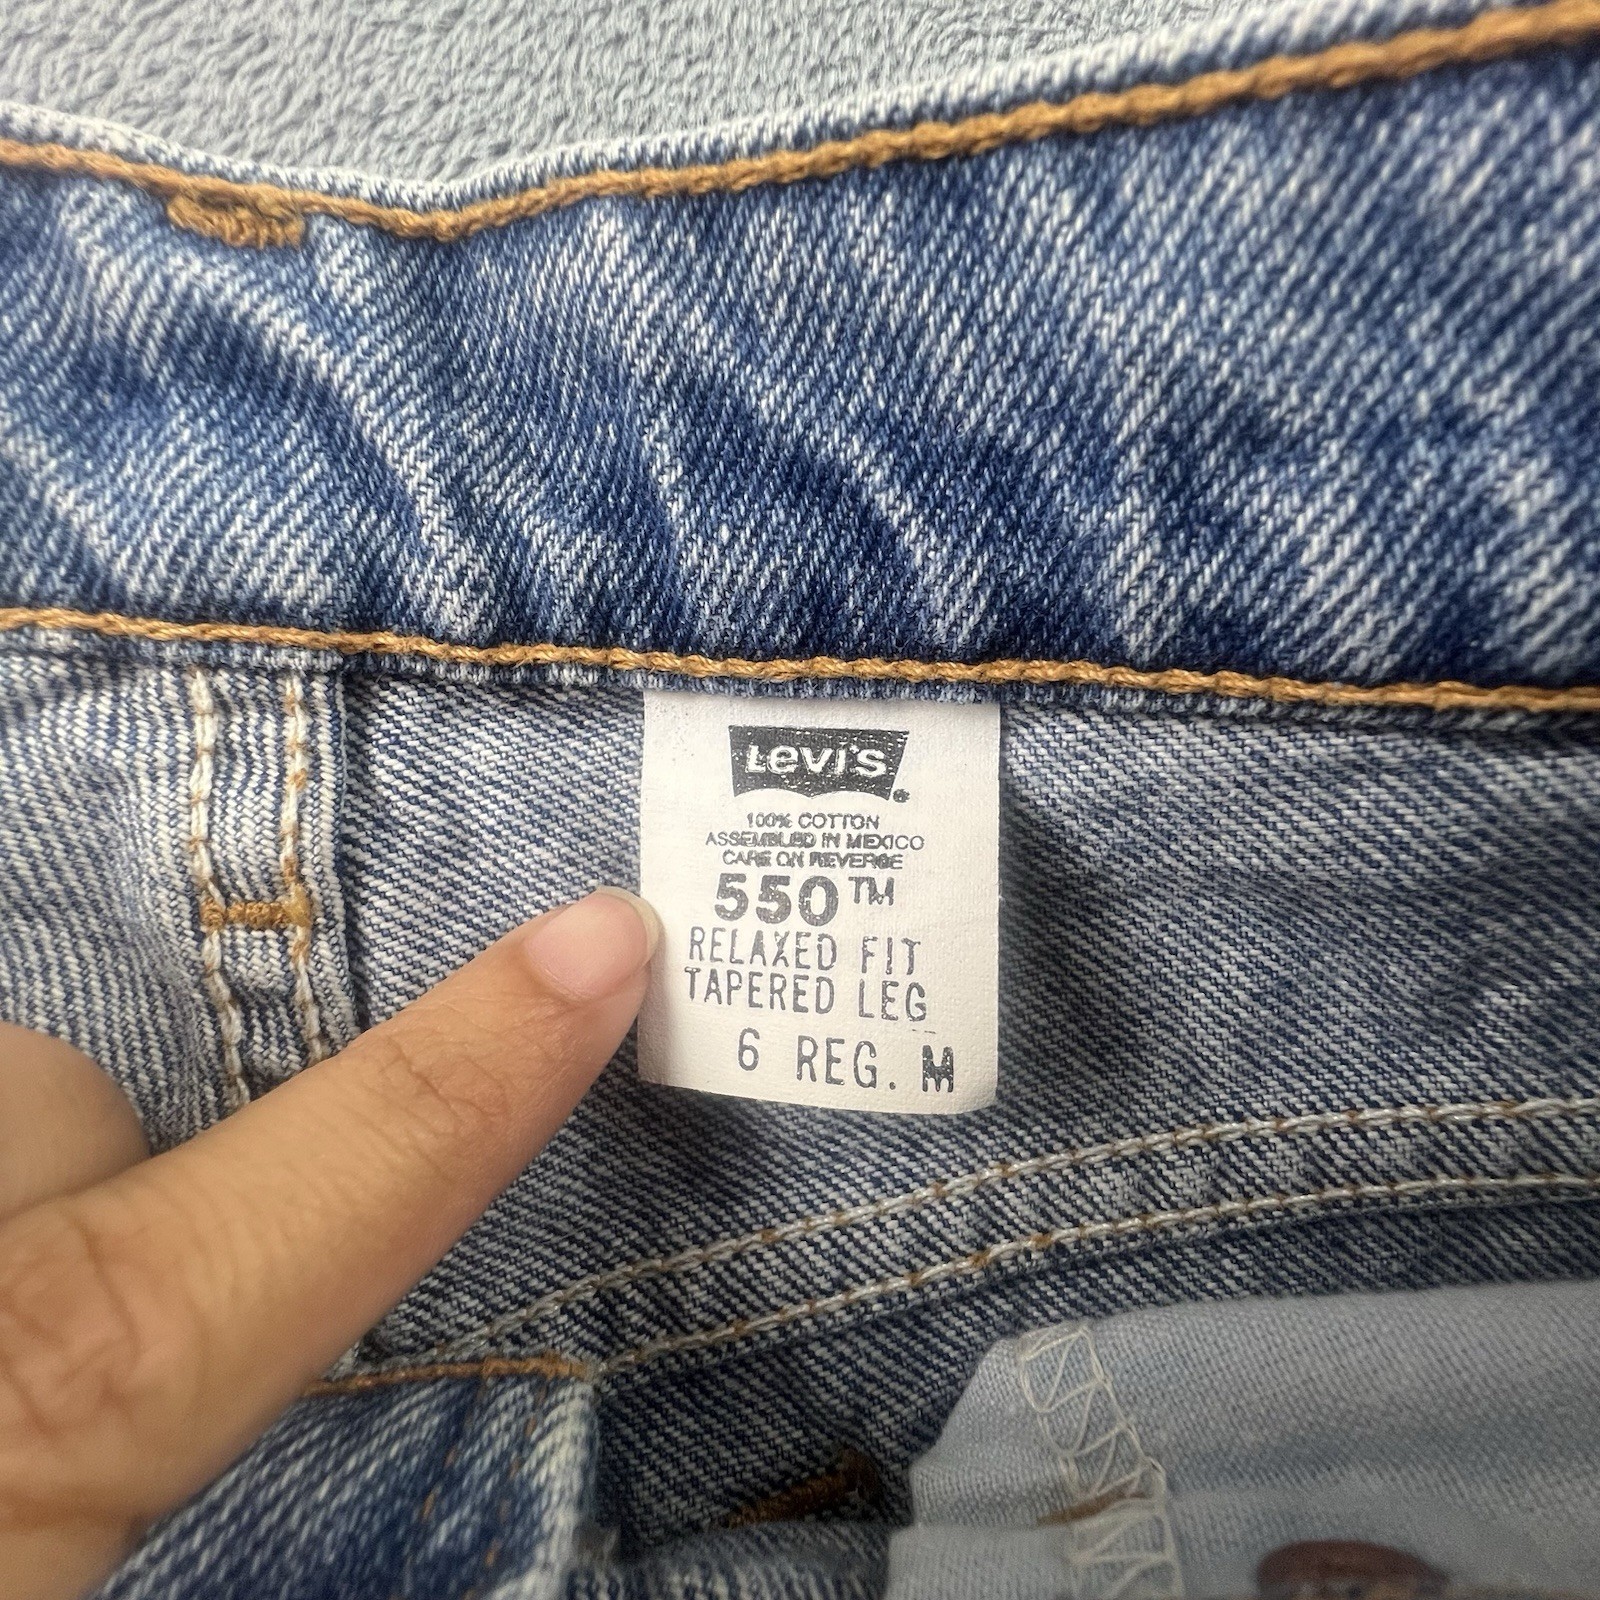 Levi's®
100% COTTON
ASSEMBLED IN MEXICO
CARE ON REVERSE
550™
RELAXED FIT
TAPERED LEG
6 REG. M